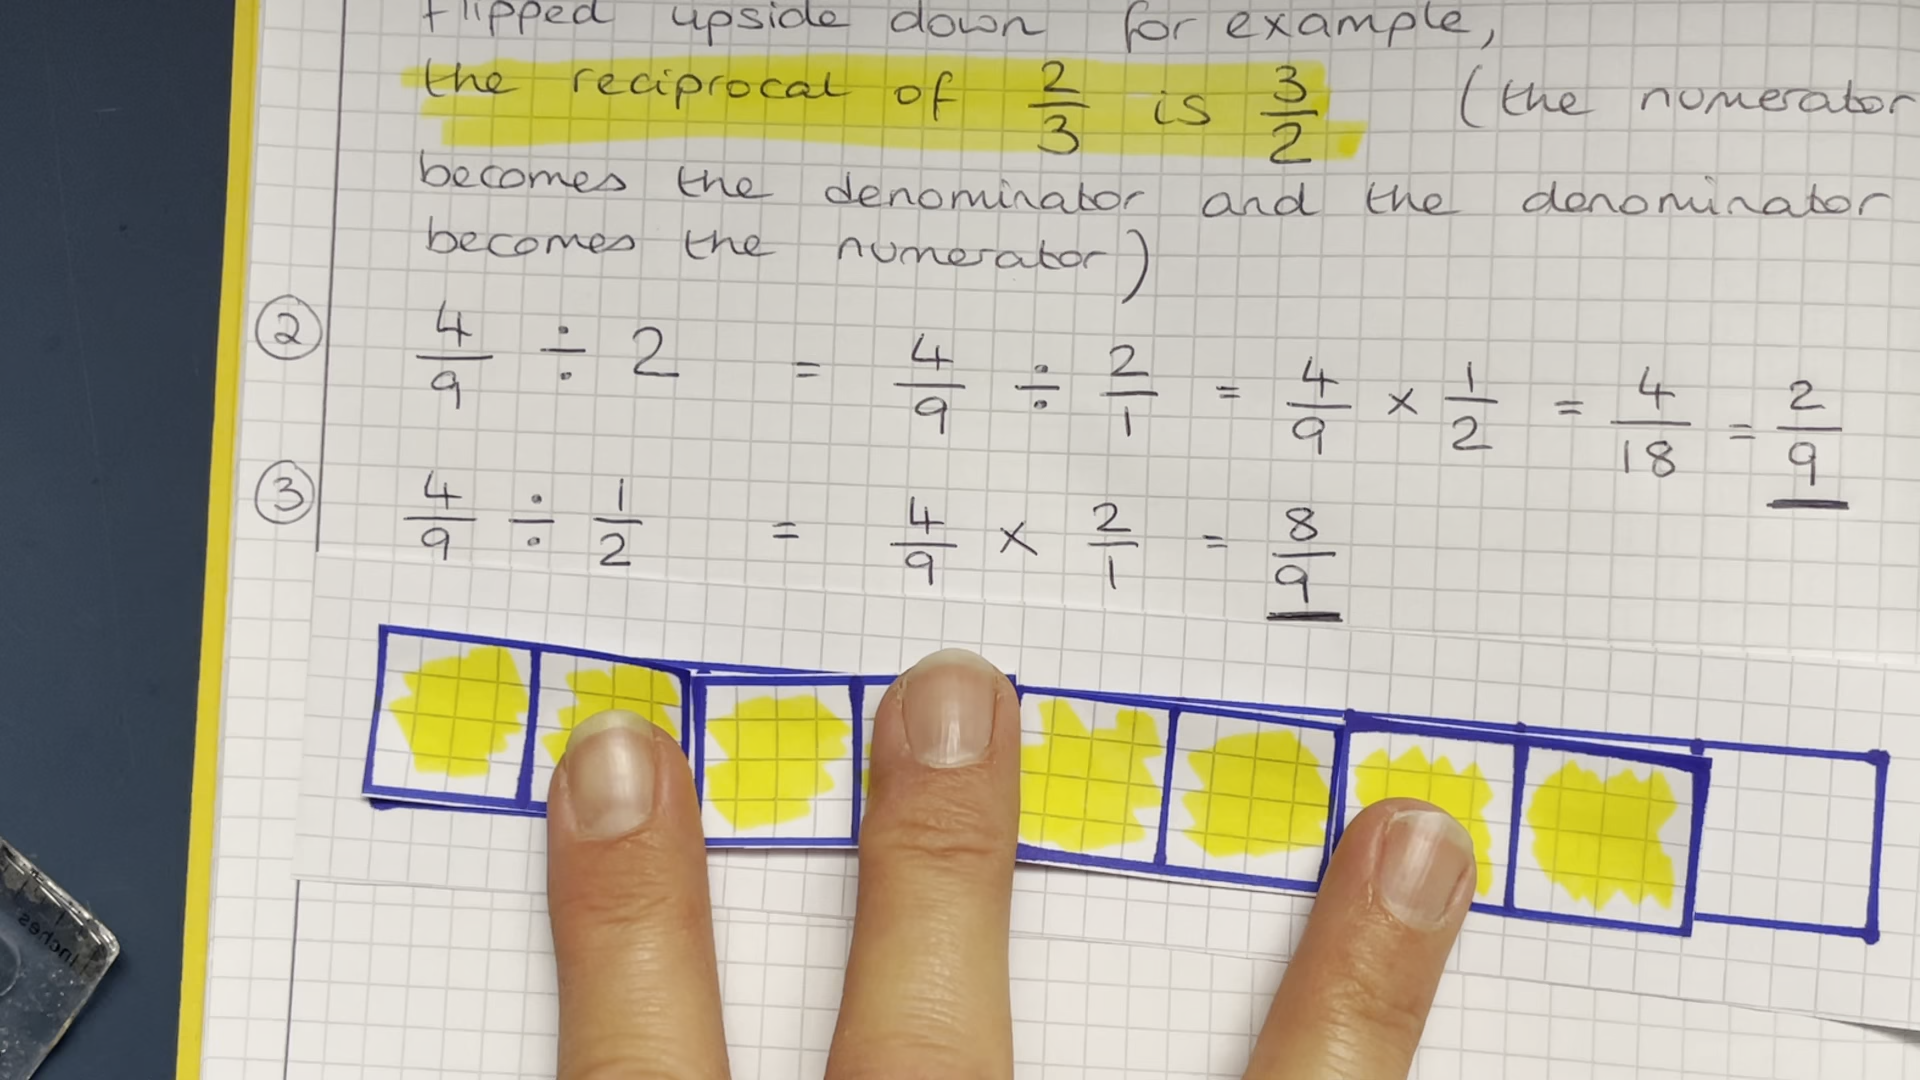 flipped upside down for example,
the reciprocal of 2/3 is 3/2 (the numerator
becomes the denominator and the denominator
becomes the numerator)
② 4/9 ÷ 2 = 4/9 ÷ 2/1 = 4/9 × 1/2 = 4/18 = 2/9
③ 4/9 ÷ 1/2 = 4/9 × 2/1 = 8/9
inches